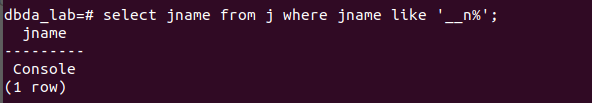 dbda_lab=# select jname from j where jname like '__n%';
jname
---------
Console
(1 row)